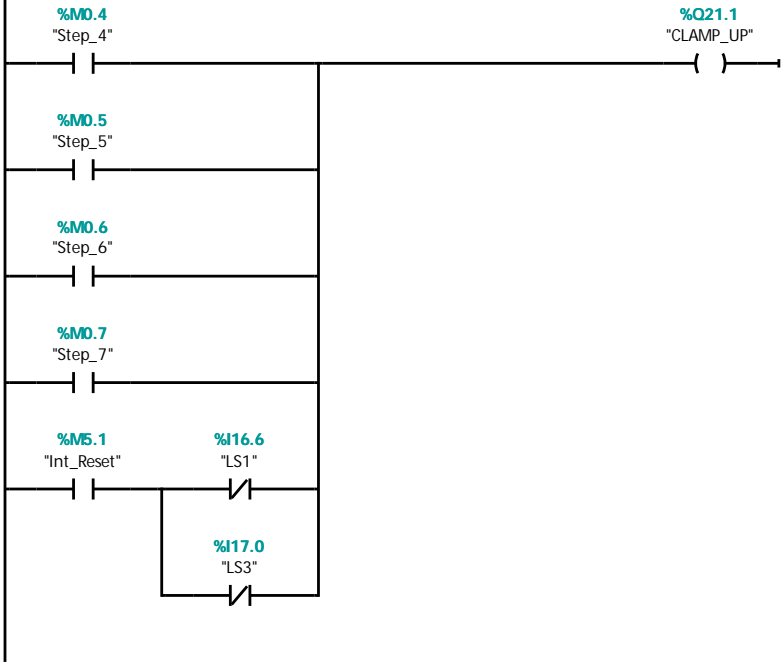 %M0.4
"Step_4"
%Q21.1
"CLAMP_UP"
%M0.5
"Step_5"
%M0.6
"Step_6"
%M0.7
"Step_7"
%M5.1
"Int_Reset"
%I16.6
"LS1"
%I17.0
"LS3"